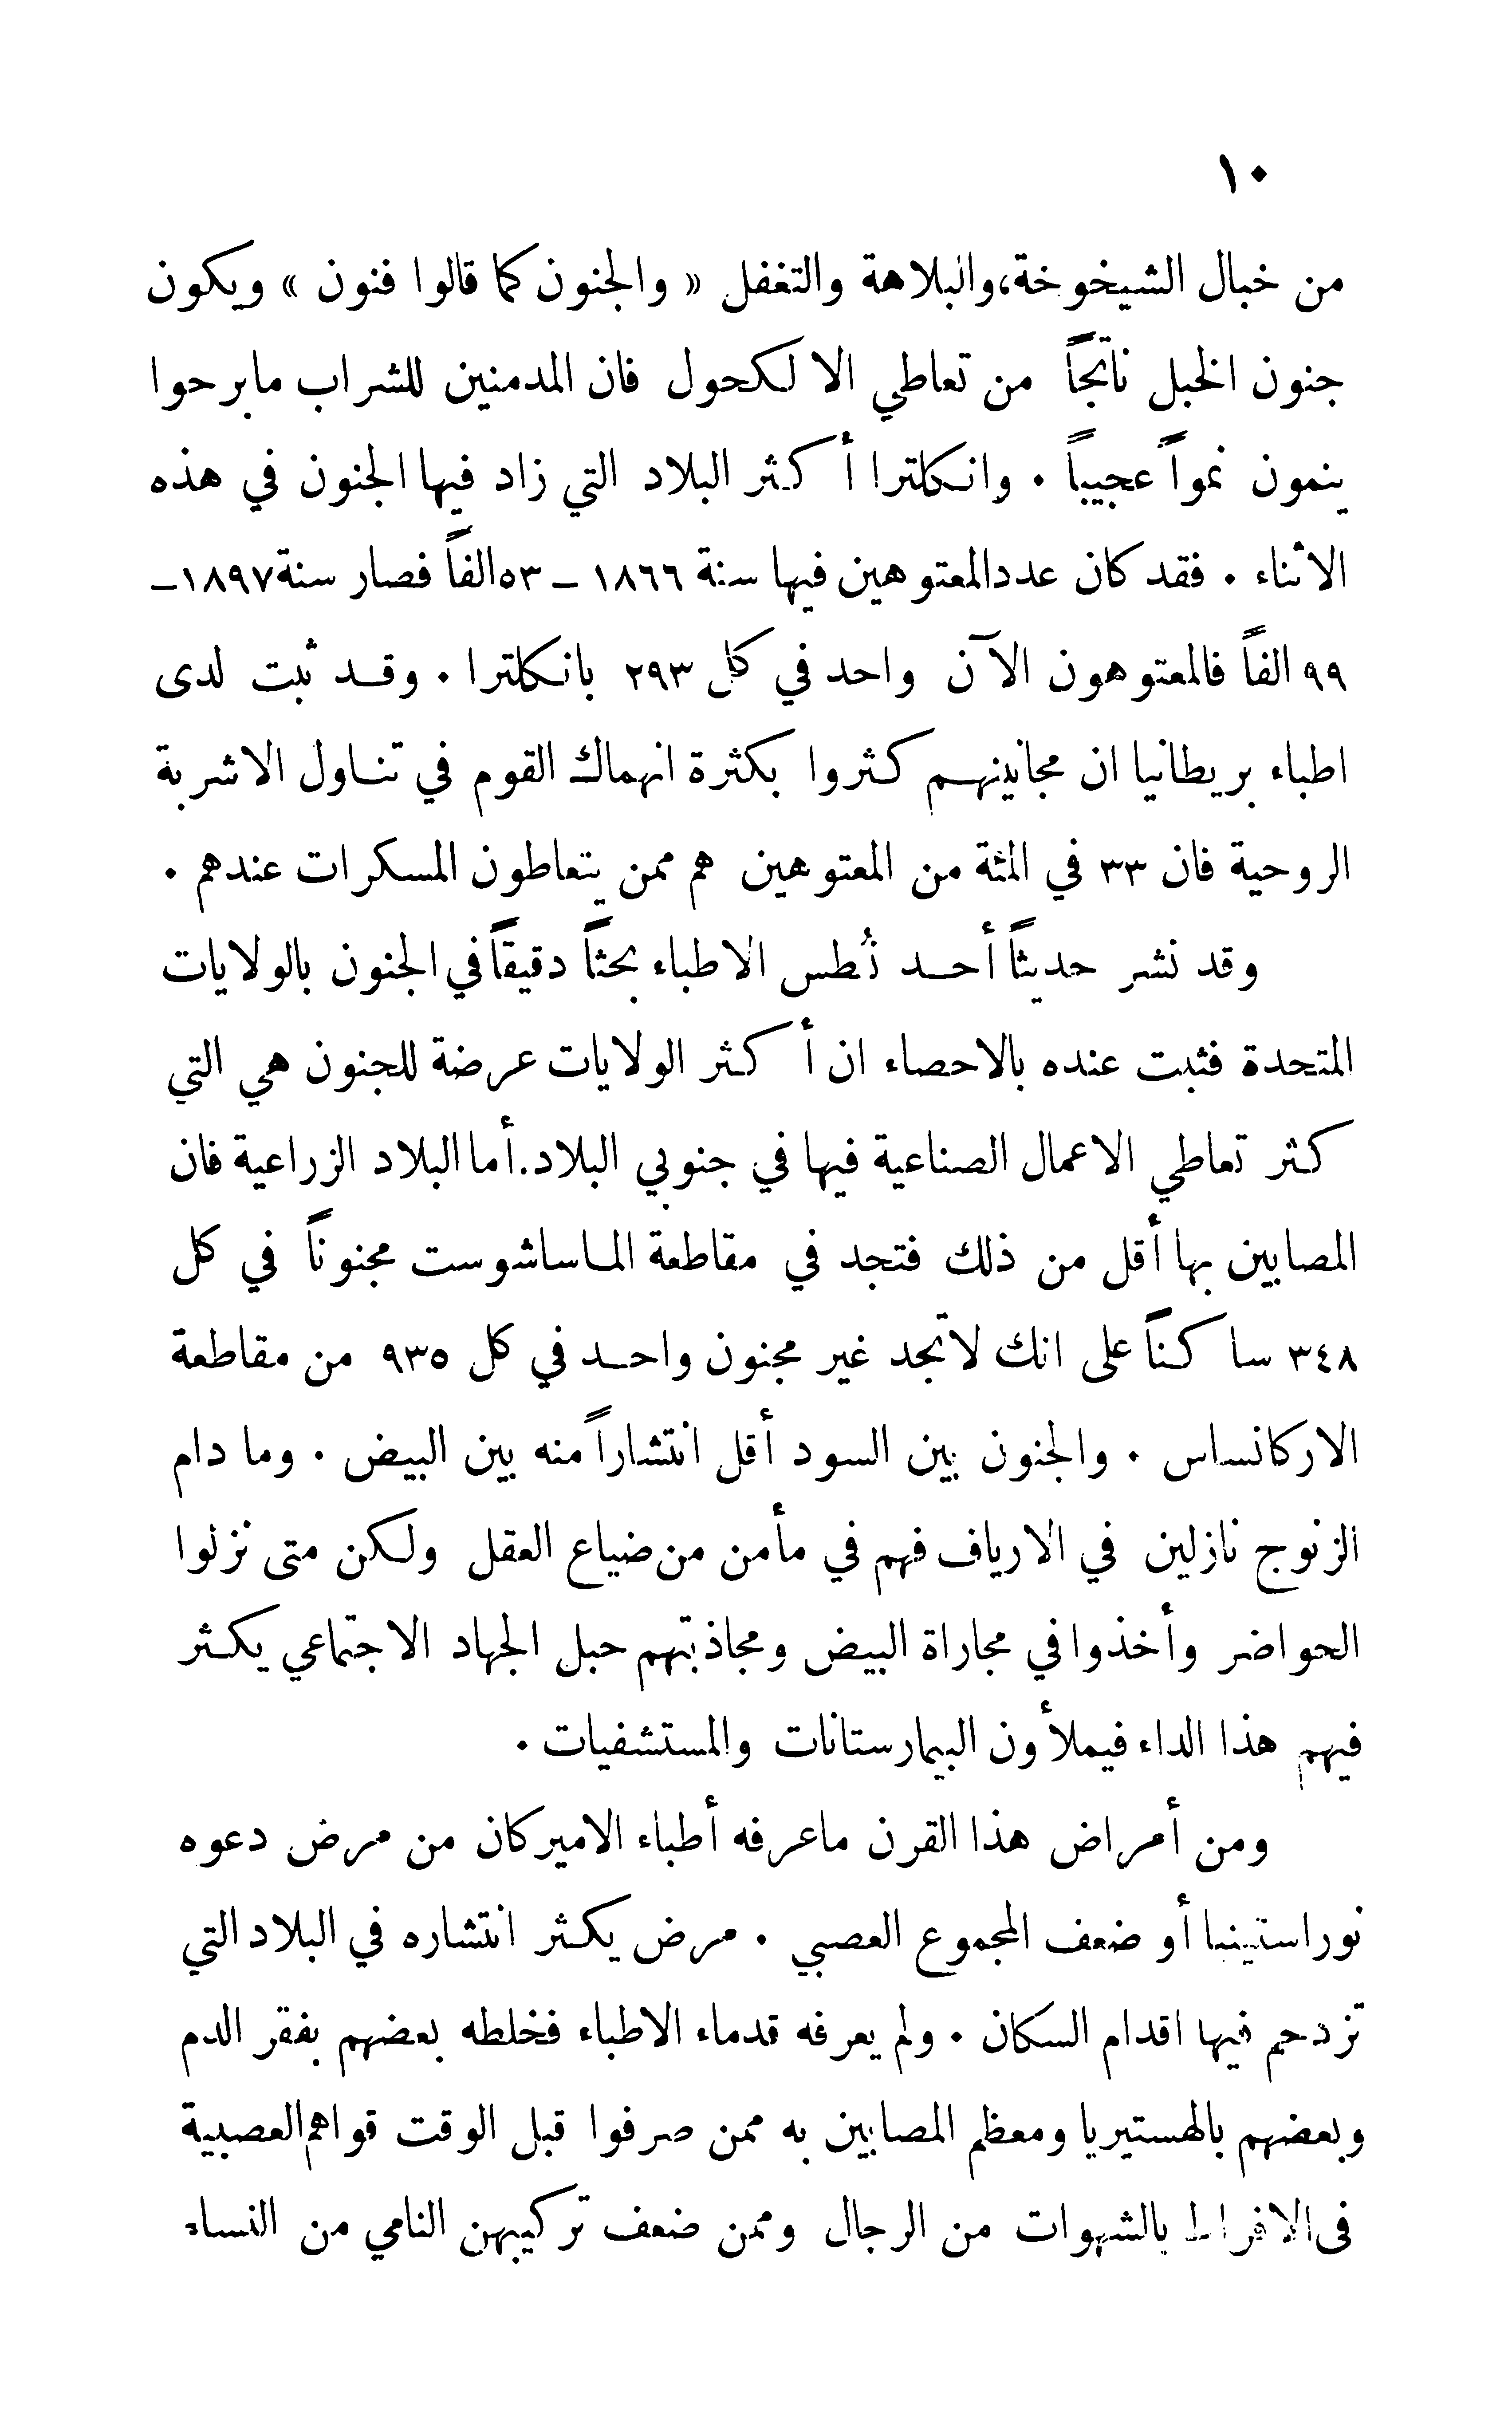 ١٠
من خبال الشيخوخة،والبلاهة والتغفل « والجنون كما قالوا فنون » ويكون
جنون الخبل ناتجاً من تعاطي الالكحول فان المدمنين للشراب مابرحوا
ينمون نمواً عجيباً . وانكلترا أكثر البلاد التي زاد فيها الجنون في هذه
الاثناء . فقد كان عددالمعتوهين فيها سنة ١٨٦٦ – ٥٣الفاً فصار سنة١٨٩٧–
٩٩ الفاً فالمعتوهون الآن واحد في كل ٢٩٣ بانكلترا . وقد ثبت لدى
اطباء بريطانيا ان مجانينهم كثروا بكثرة انهماك القوم في تناول الاشربة
الروحية فان ٣٣ في المئة من المعتوهين هم ممن يتعاطون المسكرات عندهم .
وقد نشر حديثاً أحد نُطس الاطباء بحثاً دقيقاً في الجنون بالولايات
المتحدة فثبت عنده بالاحصاء ان أكثر الولايات عرضة للجنون هي التي
كثر تعاطي الاعمال الصناعية فيها في جنوبي البلاد.أما البلاد الزراعية فان
المصابين بها أقل من ذلك فتجد في مقاطعة الماساشوست مجنوناً في كل
٣٤٨ ساكناً على انك لاتجد غير مجنون واحد في كل ٩٣٥ من مقاطعة
الاركانساس . والجنون بين السود أقل انتشاراً منه بين البيض . وما دام
الزنوج نازلين في الارياف فهم في مأمن من ضياع العقل ولكن متى نزلوا
الحواضر وأخذوا في مجاراة البيض ومجاذبتهم حبل الجهاد الاجتماعي يكثر
فيهم هذا الداء فيملأون البيمارستانات والمستشفيات .
ومن أمراض هذا القرن ماعرفه أطباء الاميركان من مرض دعوه
نوراستينيا أو ضعف المجموع العصبي . مرض يكثر انتشاره في البلاد التي
تزدحم فيها اقدام السكان . ولم يعرفه قدماء الاطباء فخلطه بعضهم بفقر الدم
وبعضهم بالهستيريا ومعظم المصابين به ممن صرفوا قبل الوقت قواهم العصبية
في الافراط بالشهوات من الرجال وممن ضعف تركيبهن النامي من النساء